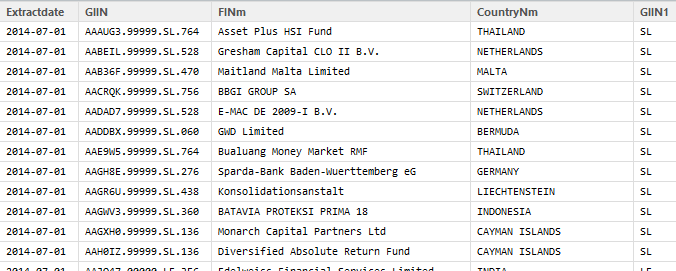 Extractdate GIIN FINm CountryNm GIIN1
2014-07-01 AAAUG3.99999.SL.764 Asset Plus HSI Fund THAILAND SL
2014-07-01 AABEIL.99999.SL.528 Gresham Capital CLO II B.V. NETHERLANDS SL
2014-07-01 AAB36F.99999.SL.470 Maitland Malta Limited MALTA SL
2014-07-01 AACRQK.99999.SL.756 BBGI GROUP SA SWITZERLAND SL
2014-07-01 AADAD7.99999.SL.528 E-MAC DE 2009-I B.V. NETHERLANDS SL
2014-07-01 AADDBX.99999.SL.060 GWD Limited BERMUDA SL
2014-07-01 AAE9W5.99999.SL.764 Bualuang Money Market RMF THAILAND SL
2014-07-01 AAGH8E.99999.SL.276 Sparda-Bank Baden-Wuerttemberg eG GERMANY SL
2014-07-01 AAGR6U.99999.SL.438 Konsolidationsanstalt LIECHTENSTEIN SL
2014-07-01 AAGWV3.99999.SL.360 BATAVIA PROTEKSI PRIMA 18 INDONESIA SL
2014-07-01 AAGXH0.99999.SL.136 Monarch Capital Partners Ltd CAYMAN ISLANDS SL
2014-07-01 AAH0IZ.99999.SL.136 Diversified Absolute Return Fund CAYMAN ISLANDS SL
2014-07-01 Edelweiss Financial Services Limited INDIA